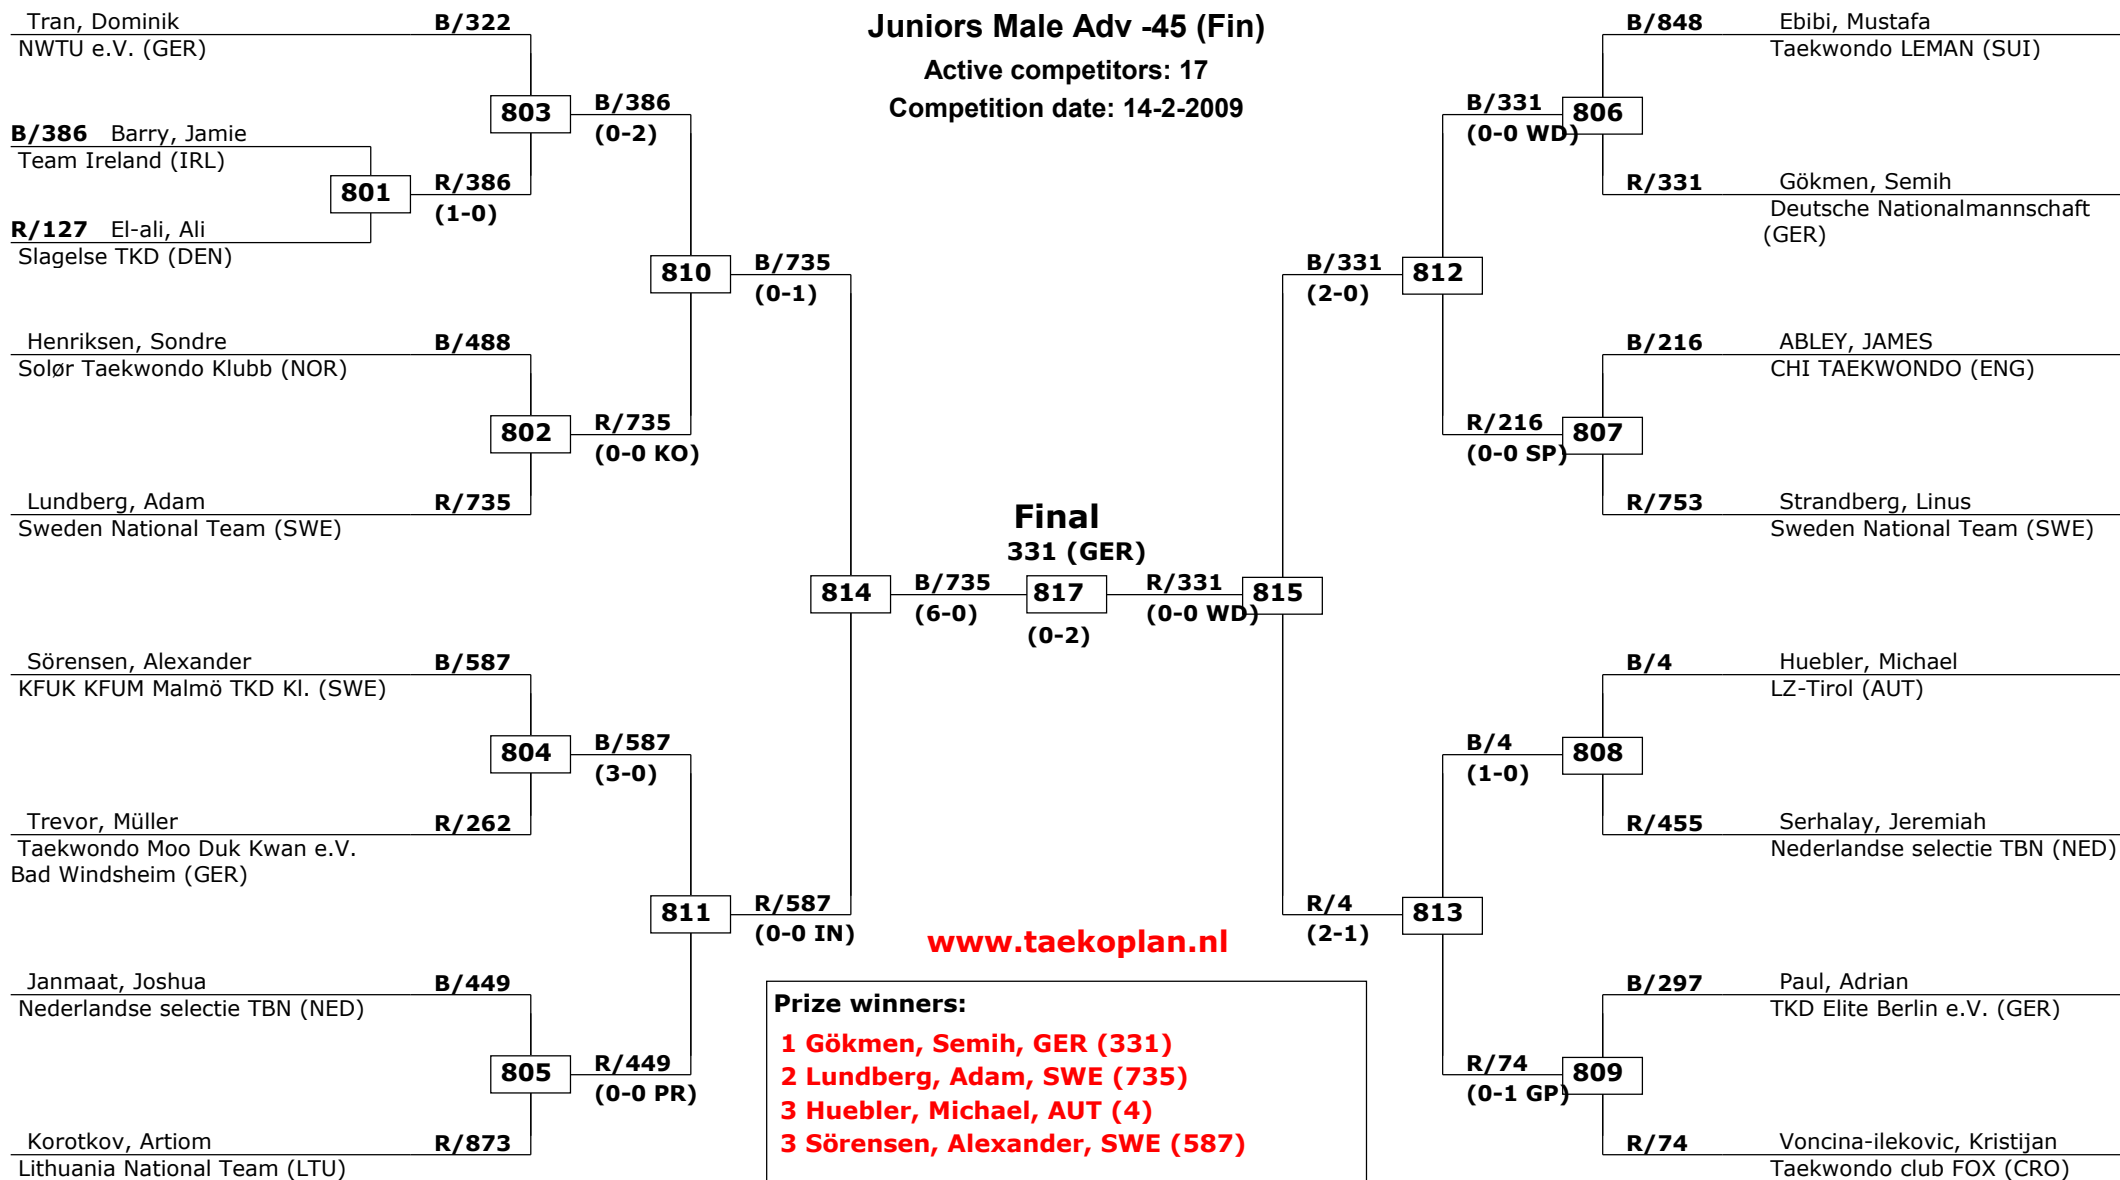 Juniors Male Adv -45 (Fin)
Active competitors: 17
Competition date: 14-2-2009
Tran, Dominik B/322
NWTU e.V. (GER)
803
B/386
(0-2)
B/386 Barry, Jamie
Team Ireland (IRL)
801
R/386
(1-0)
R/127 El-ali, Ali
Slagelse TKD (DEN)
810
B/735
(0-1)
Henriksen, Sondre B/488
Solør Taekwondo Klubb (NOR)
802
R/735
(0-0 KO)
Lundberg, Adam R/735
Sweden National Team (SWE)
814
B/735
(6-0)
Sörensen, Alexander B/587
KFUK KFUM Malmö TKD Kl. (SWE)
804
B/587
(3-0)
Trevor, Müller R/262
Taekwondo Moo Duk Kwan e.V.
Bad Windsheim (GER)
811
R/587
(0-0 IN)
Janmaat, Joshua B/449
Nederlandse selectie TBN (NED)
805
R/449
(0-0 PR)
Korotkov, Artiom R/873
Lithuania National Team (LTU)
Final
331 (GER)
817
(0-2)
R/331
(0-0 WD)
815
B/848 Ebibi, Mustafa
Taekwondo LEMAN (SUI)
B/331
(0-0 WD)
806
R/331 Gökmen, Semih
Deutsche Nationalmannschaft
(GER)
B/331
(2-0)
812
B/216 ABLEY, JAMES
CHI TAEKWONDO (ENG)
R/216
(0-0 SP)
807
R/753 Strandberg, Linus
Sweden National Team (SWE)
B/4 Huebler, Michael
LZ-Tirol (AUT)
B/4
(1-0)
808
R/455 Serhalay, Jeremiah
Nederlandse selectie TBN (NED)
R/4
(2-1)
813
B/297 Paul, Adrian
TKD Elite Berlin e.V. (GER)
R/74
(0-1 GP)
809
R/74 Voncina-ilekovic, Kristijan
Taekwondo club FOX (CRO)
www.taekoplan.nl
Prize winners:
1 Gökmen, Semih, GER (331)
2 Lundberg, Adam, SWE (735)
3 Huebler, Michael, AUT (4)
3 Sörensen, Alexander, SWE (587)